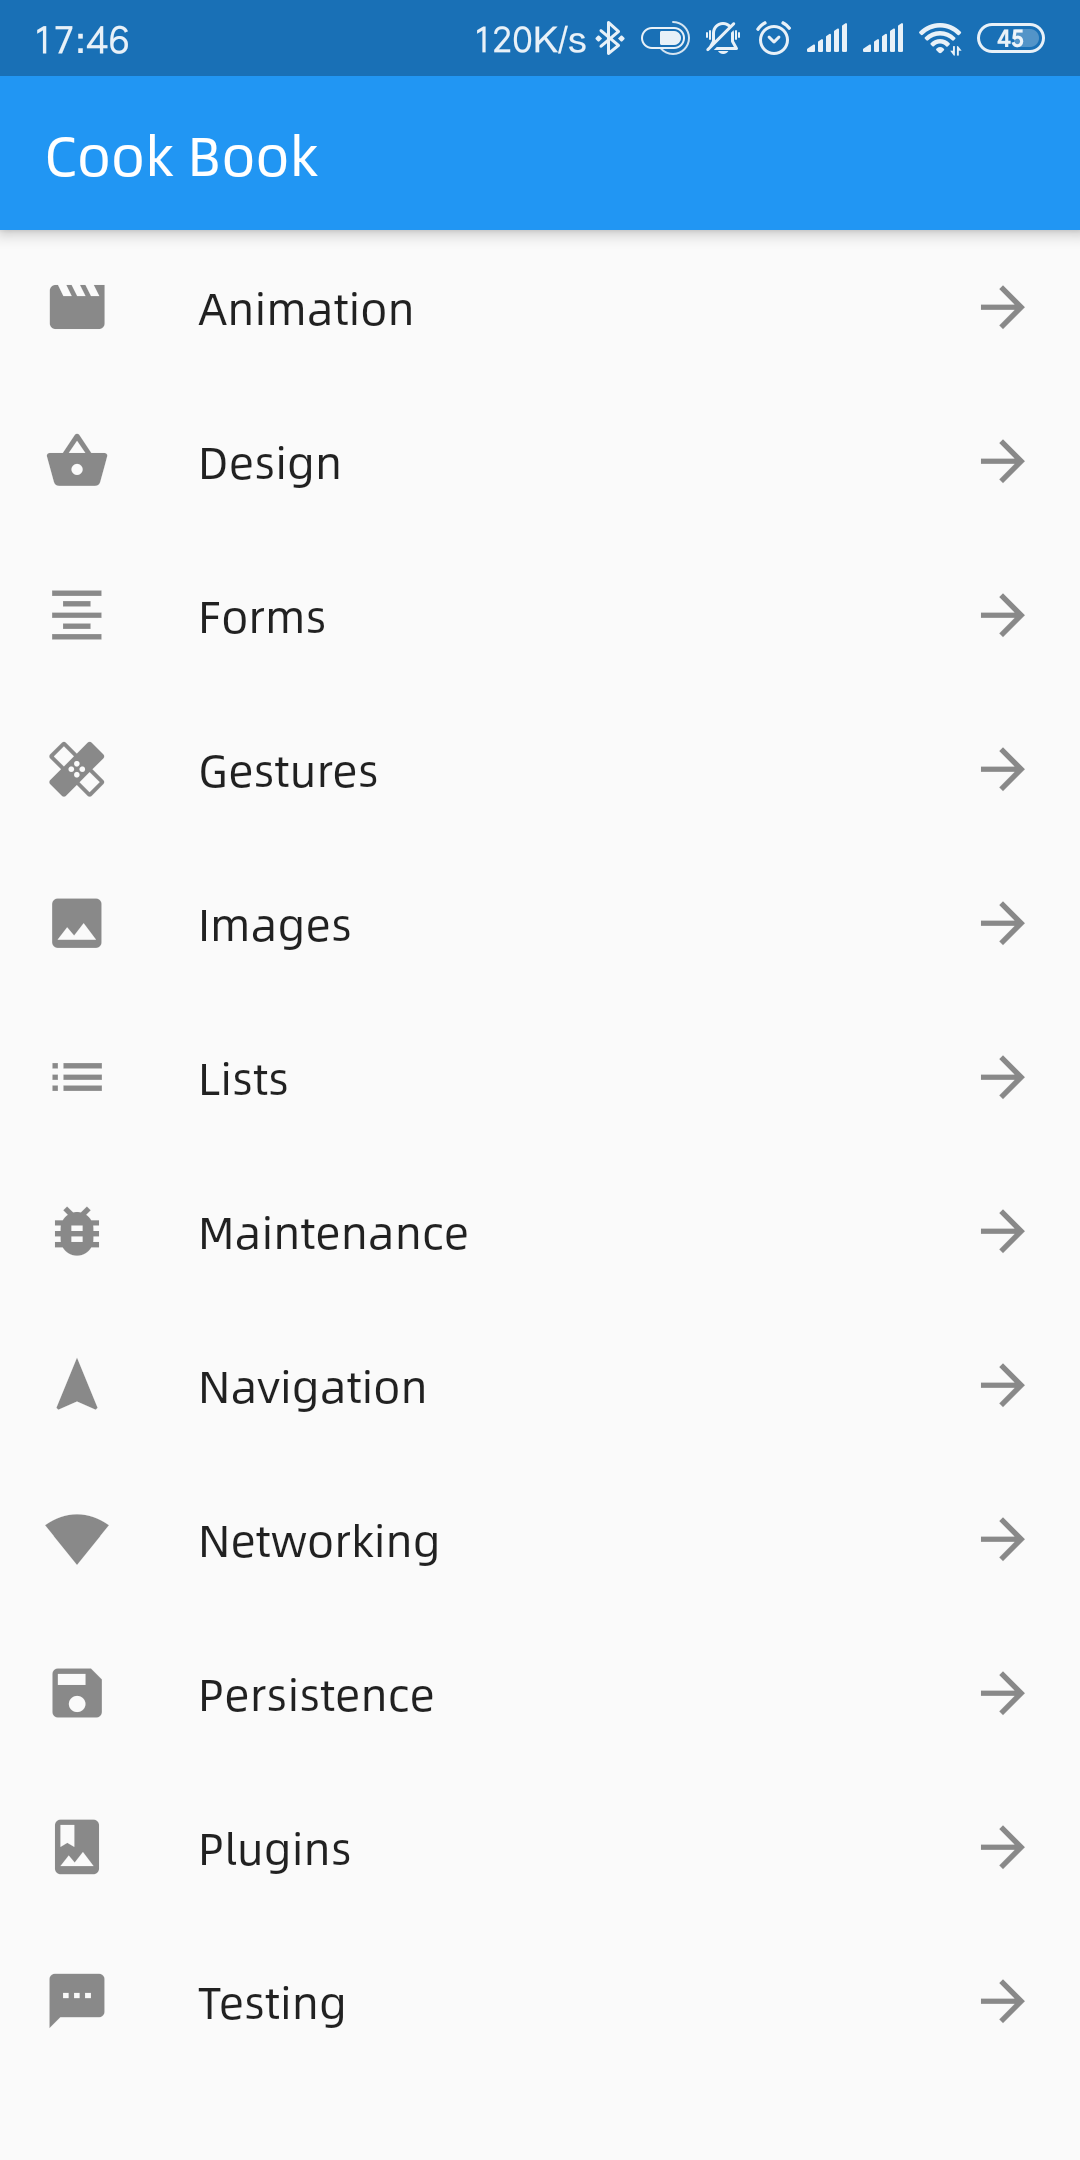 17:46 120K/s 45
Cook Book
Animation
Design
Forms
Gestures
Images
Lists
Maintenance
Navigation
Networking
Persistence
Plugins
Testing